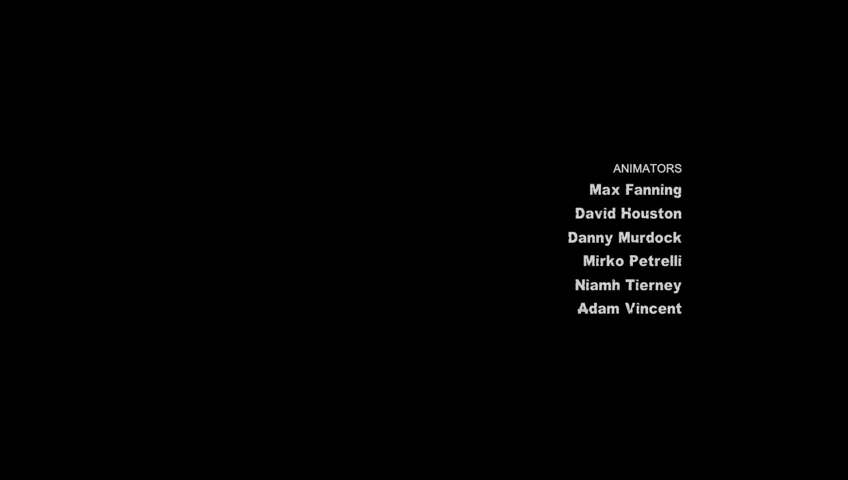 ANIMATORS
Max Fanning
David Houston
Danny Murdock
Mirko Petrelli
Niamh Tierney
Adam Vincent